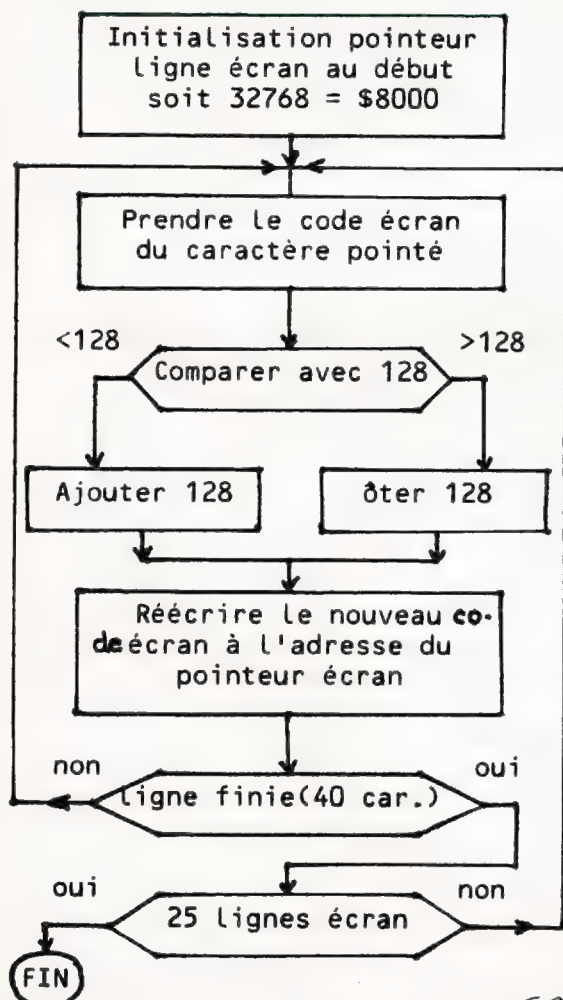 Initialisation pointeur
ligne écran au début
soit 32768 = $8000
Prendre le code écran
du caractère pointé
<128
>128
Comparer avec 128
Ajouter 128
ôter 128
Réécrire le nouveau co-
de écran à l'adresse du
pointeur écran
non
oui
ligne finie(40 car.)
oui
non
25 lignes écran
FIN